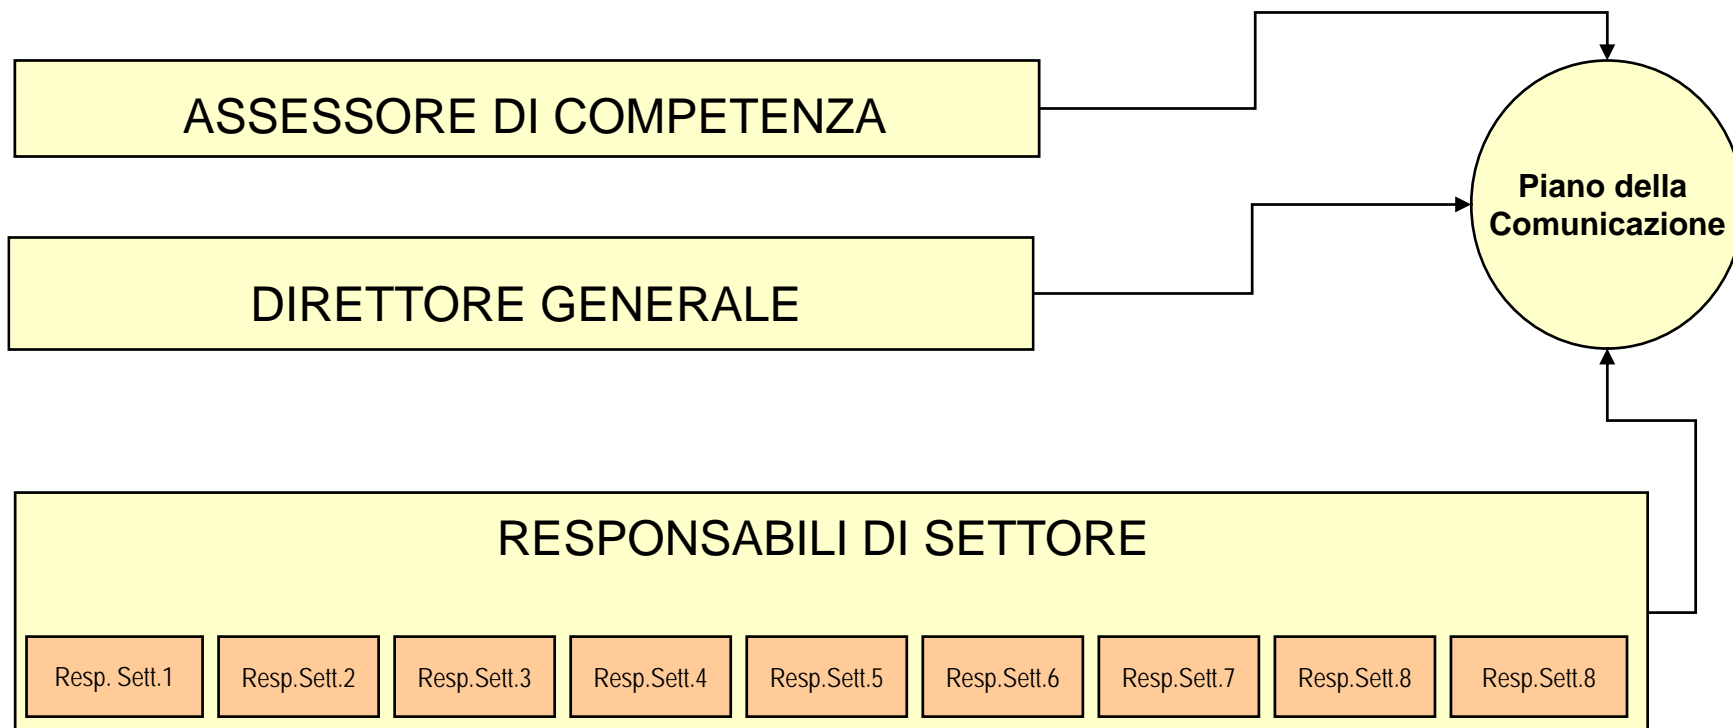 ASSESSORE DI COMPETENZA
Piano della
Comunicazione
DIRETTORE GENERALE
RESPONSABILI DI SETTORE
Resp. Sett.1
Resp.Sett.2
Resp.Sett.3
Resp.Sett.4
Resp.Sett.5
Resp.Sett.6
Resp.Sett.7
Resp.Sett.8
Resp.Sett.8